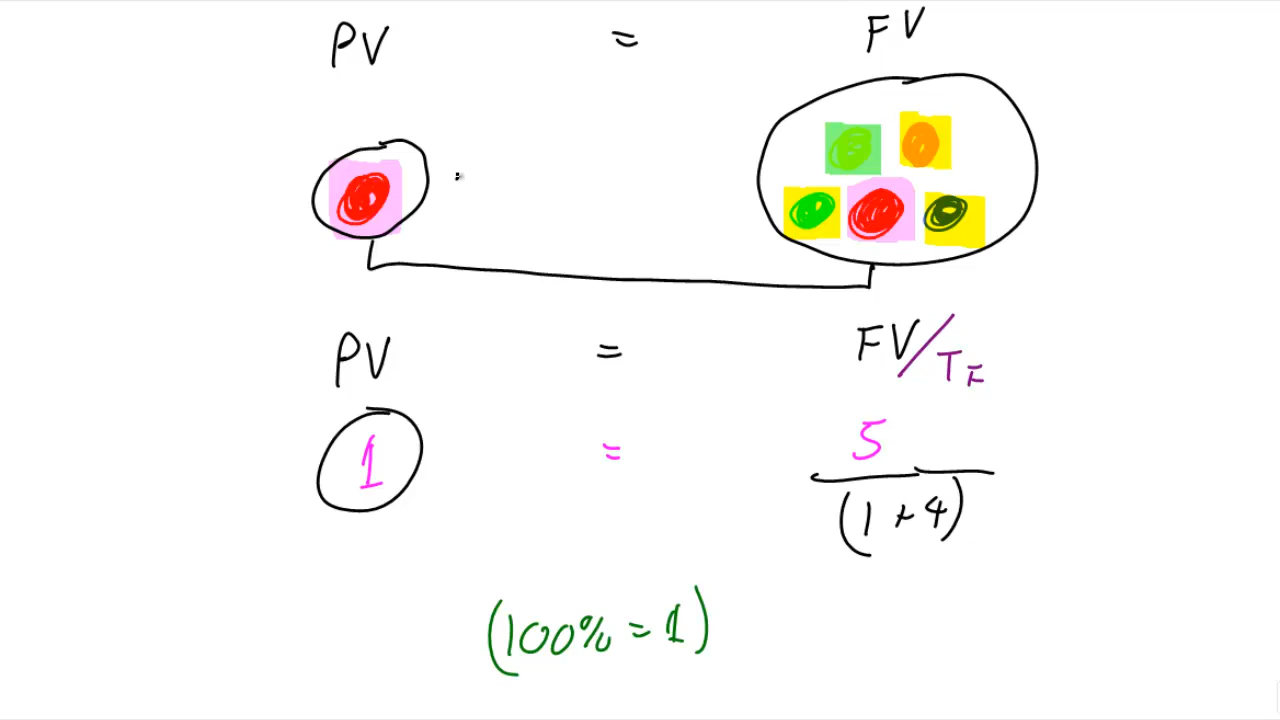 PV = FV
PV = FV/TF
1 = 5
(1+4)
(100% = 1)